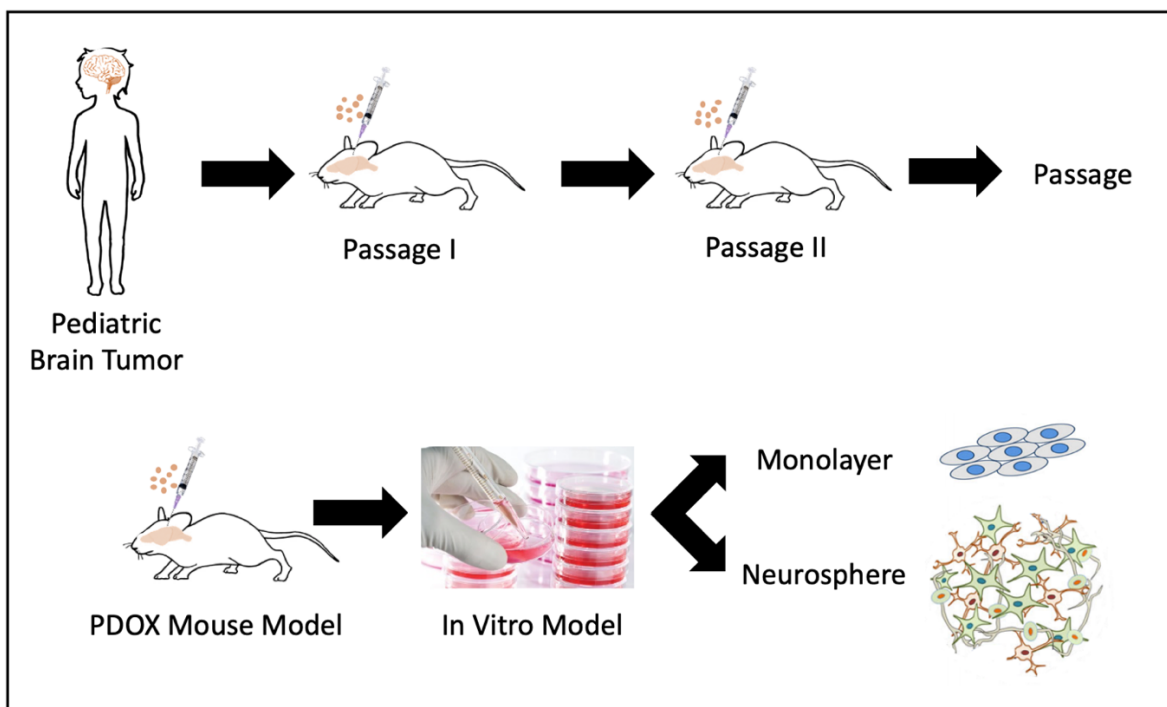 Passage
Passage I
Passage II
Pediatric
Brain Tumor
Monolayer
Neurosphere
PDOX Mouse Model
In Vitro Model